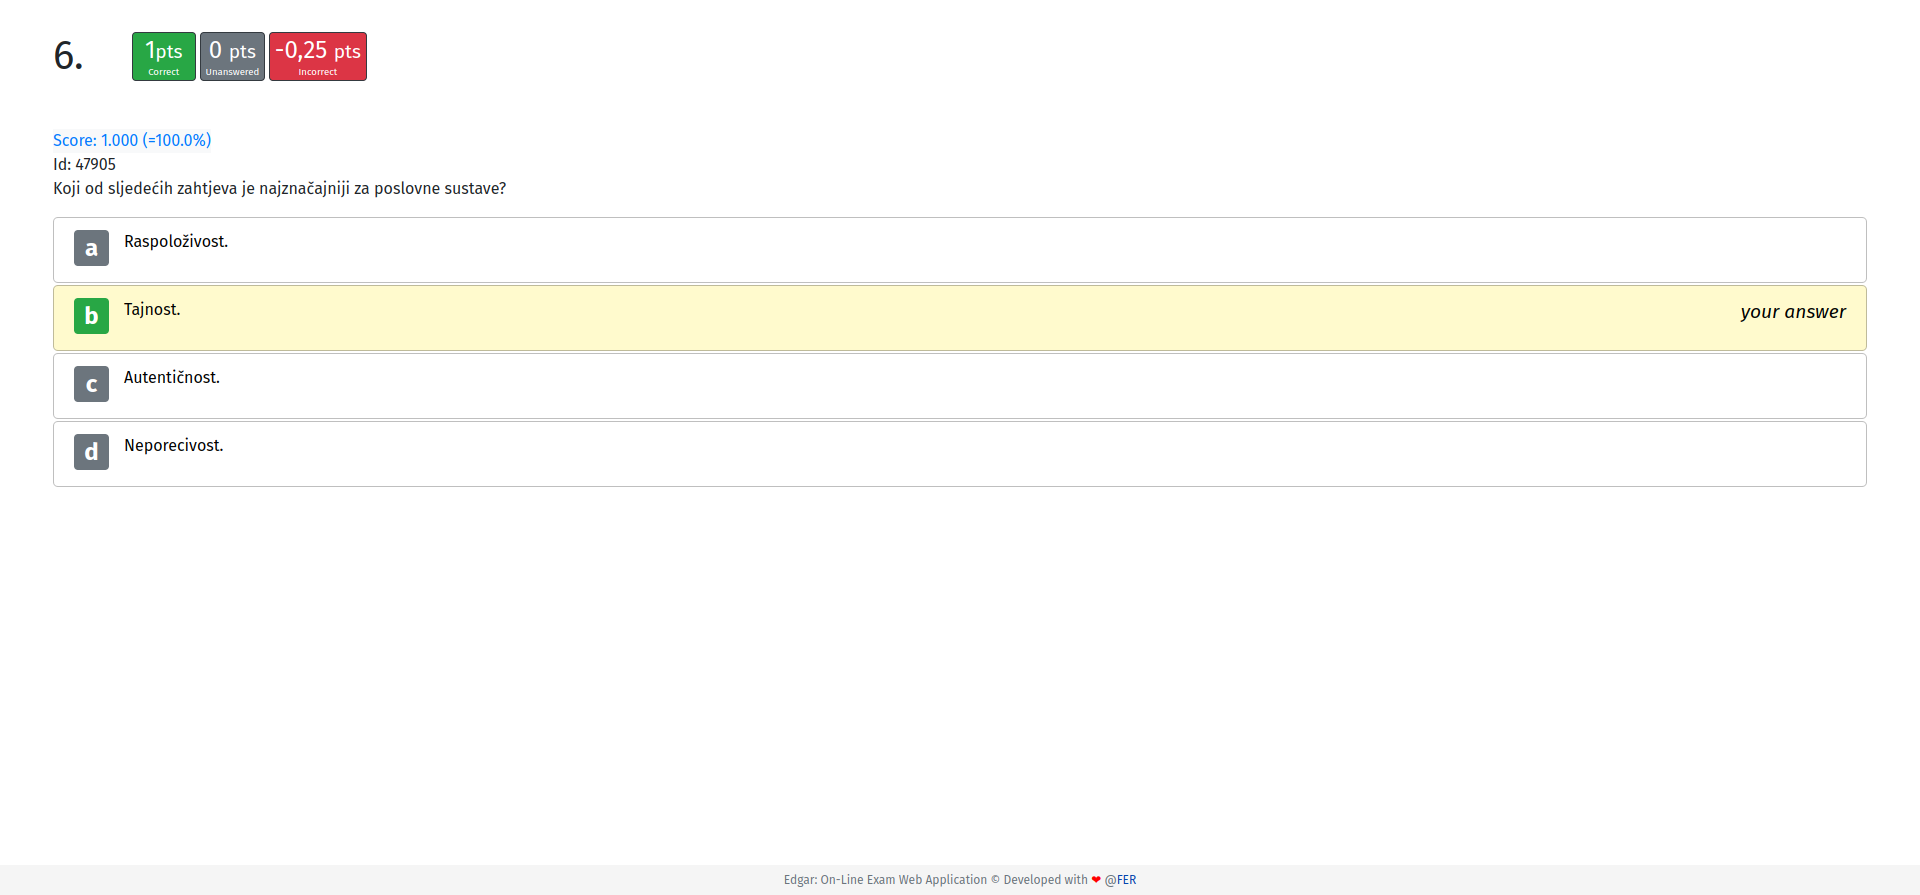 6.
1pts
Correct
0 pts
Unanswered
-0,25 pts
Incorrect
Score: 1.000 (=100.0%)
Id: 47905
Koji od sljedećih zahtjeva je najznačajniji za poslovne sustave?
a Raspoloživost.
b Tajnost. your answer
c Autentičnost.
d Neporecivost.
Edgar: On-Line Exam Web Application © Developed with ❤ @FER